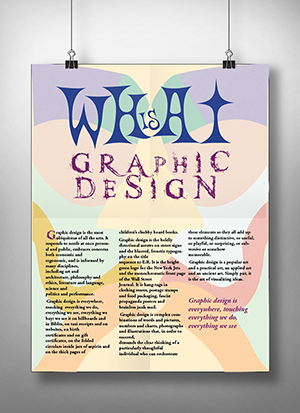 WHAT
IS
GRAPHIC
DESIGN
Graphic design is the most
ubiquitous of all the arts. It
responds to needs at once person-
al and public, embraces concerns
both economic and
ergonomic, and is informed by
many disciplines,
including art and
architecture, philosophy and
ethics, literature and language,
science and
politics and performance.
Graphic design is everywhere,
touching everything we do,
everything we see, everything we
buy: we see it on billboards and
in Bibles, on taxi receipts and on
websites, on birth
certificates and on gift
certificates, on the folded
circulars inside jars of aspirin and
on the thick pages of
children's chubby board books.
Graphic design is the boldly
directional arrows on street signs
and the blurred, frenetic typogra-
phy on the title
sequence to E.R. It is the bright
green logo for the New York Jets
and the monochromatic front page
of the Wall Street
Journal. It is hang-tags in
clothing stores, postage stamps
and food packaging, fascist
propaganda posters and
brainless junk mail.
Graphic design is complex com-
binations of words and pictures,
numbers and charts, photographs
and illustrations that, in order to
succeed,
demands the clear thinking of a
particularly thoughtful
individual who can orchestrate
these elements so they all add up
to something distinctive, or useful,
or playful, or surprising, or sub-
versive or somehow
memorable.
Graphic design is a popular art
and a practical art, an applied art
and an ancient art. Simply put, it
is the art of visualizing ideas.
Graphic design is
everywhere, touching
everything we do,
everything we see